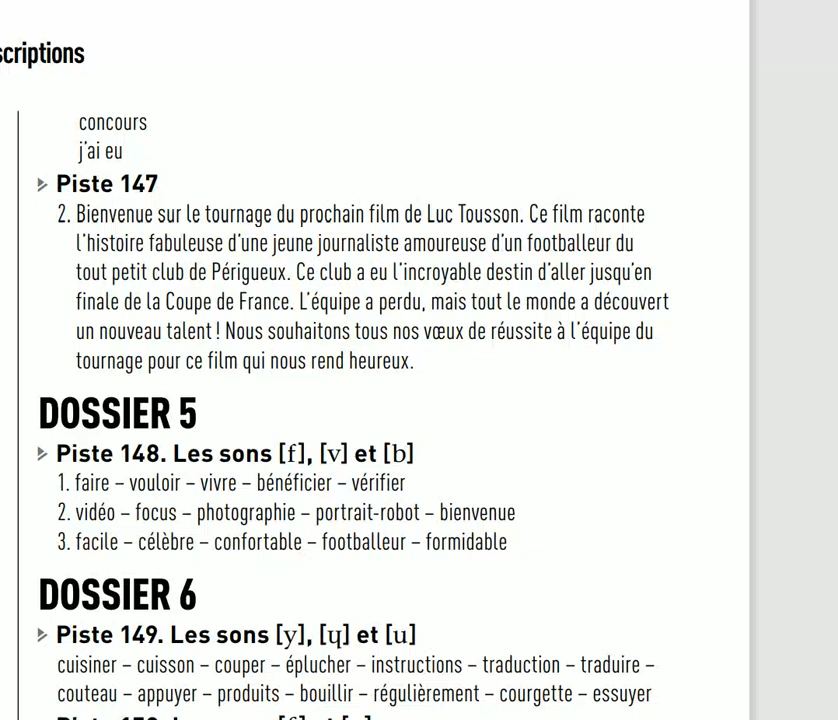 scriptions
concours
j'ai eu
Piste 147
2. Bienvenue sur le tournage du prochain film de Luc Tousson. Ce film raconte
l'histoire fabuleuse d'une jeune journaliste amoureuse d'un footballeur du
tout petit club de Périgueux. Ce club a eu l'incroyable destin d'aller jusqu'en
finale de la Coupe de France. L'équipe a perdu, mais tout le monde a découvert
un nouveau talent ! Nous souhaitons tous nos vœux de réussite à l'équipe du
tournage pour ce film qui nous rend heureux.
DOSSIER 5
Piste 148. Les sons [f], [v] et [b]
1. faire – vouloir – vivre – bénéficier – vérifier
2. vidéo – focus – photographie – portrait-robot – bienvenue
3. facile – célèbre – confortable – footballeur – formidable
DOSSIER 6
Piste 149. Les sons [y], [ɥ] et [u]
cuisiner – cuisson – couper – éplucher – instructions – traduction – traduire –
couteau – appuyer – produits – bouillir – régulièrement – courgette – essuyer